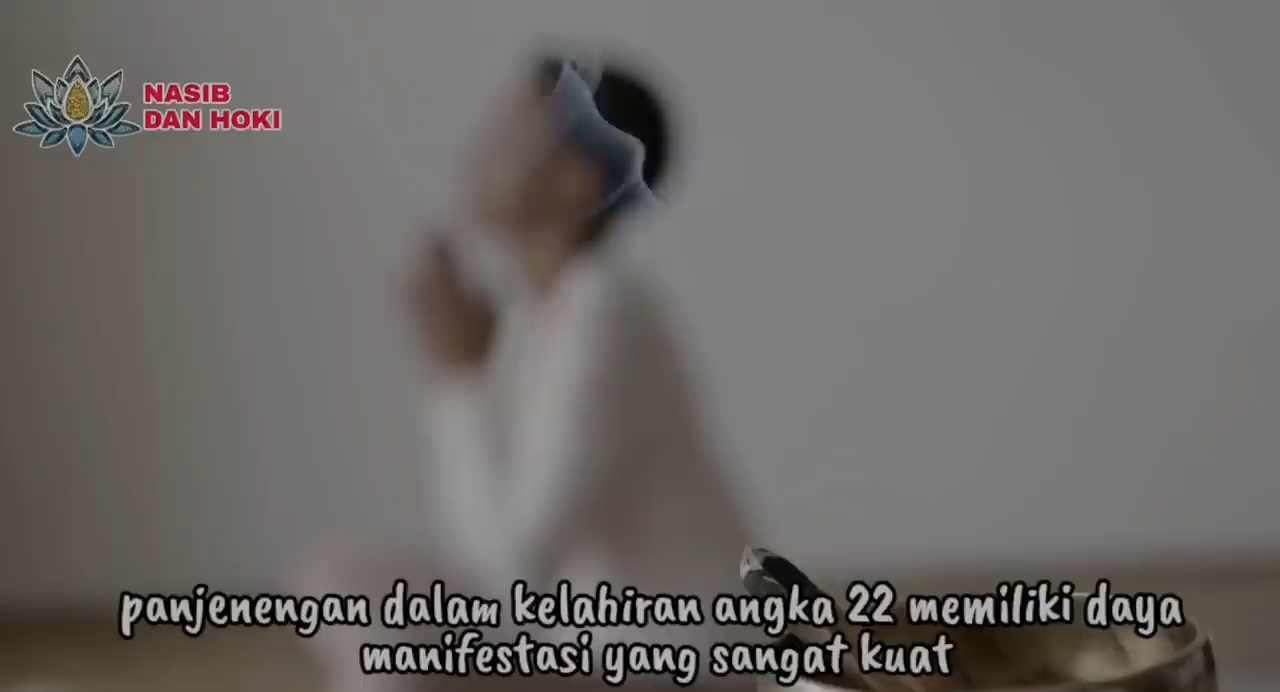 NASIB
DAN HOKI
panjenengan dalam kelahiran angka 22 memiliki daya
manifestasi yang sangat kuat